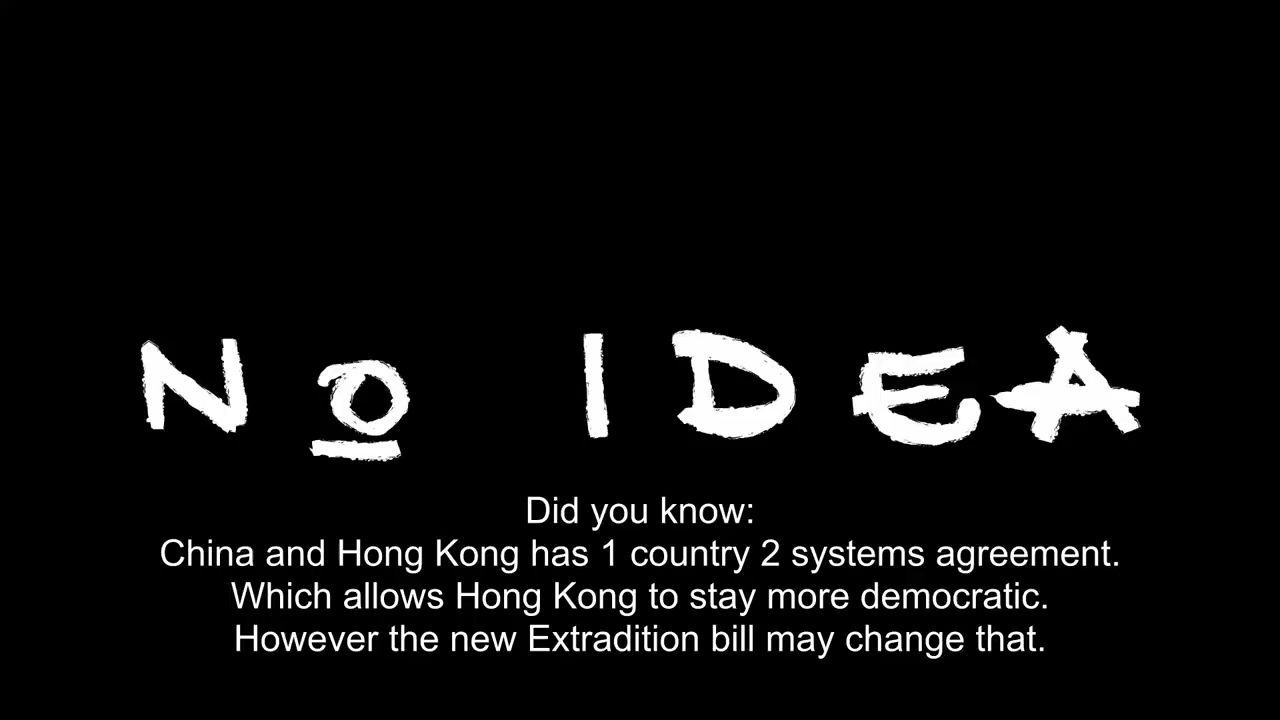 No IDEA
Did you know:
China and Hong Kong has 1 country 2 systems agreement.
Which allows Hong Kong to stay more democratic.
However the new Extradition bill may change that.